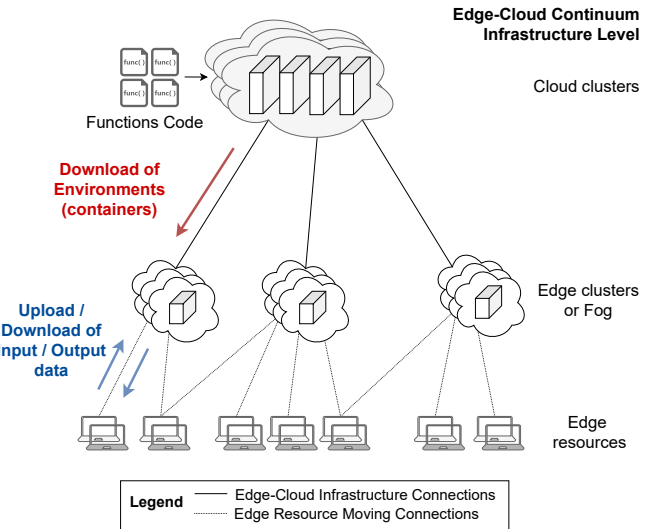 Edge-Cloud Continuum
Infrastructure Level
func( )
func( )
func( )
func( )
Functions Code
Cloud clusters
Download of
Environments
(containers)
Edge clusters
or Fog
Upload /
Download of
nput / Output
data
Edge
resources
Legend
Edge-Cloud Infrastructure Connections
Edge Resource Moving Connections